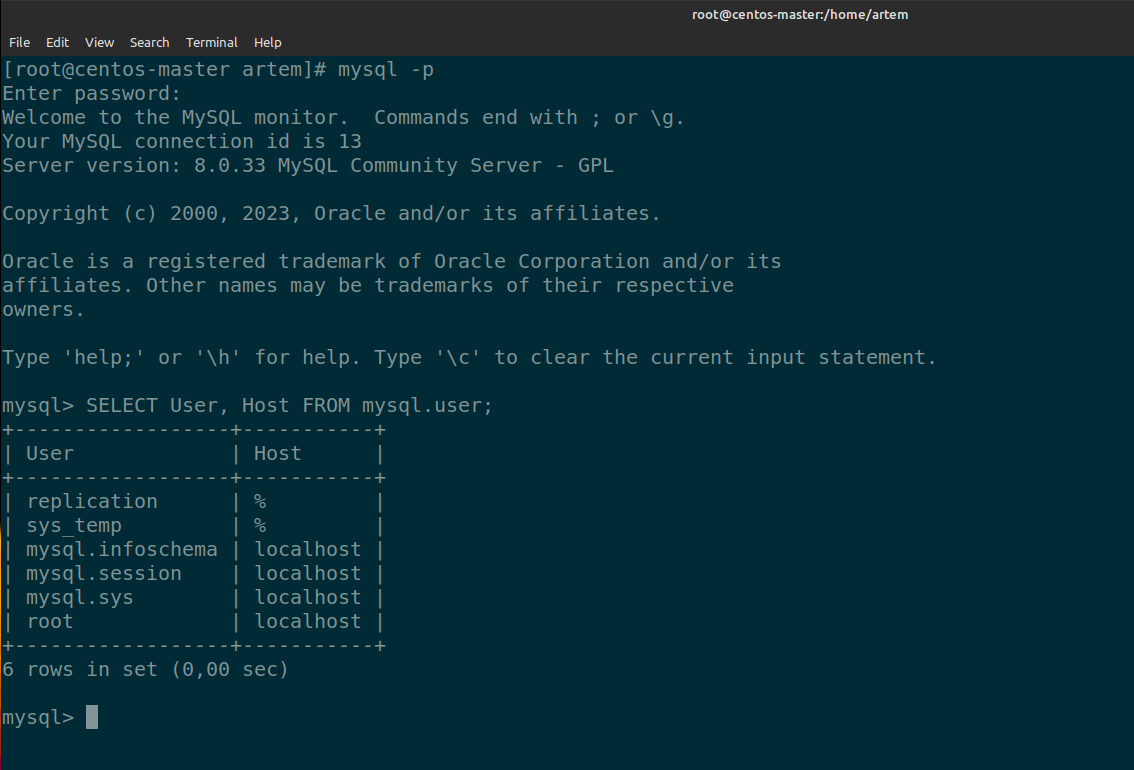 root@centos-master:/home/artem
File Edit View Search Terminal Help
[root@centos-master artem]# mysql -p
Enter password:
Welcome to the MySQL monitor.  Commands end with ; or \g.
Your MySQL connection id is 13
Server version: 8.0.33 MySQL Community Server - GPL

Copyright (c) 2000, 2023, Oracle and/or its affiliates.

Oracle is a registered trademark of Oracle Corporation and/or its
affiliates. Other names may be trademarks of their respective
owners.

Type 'help;' or '\h' for help. Type '\c' to clear the current input statement.

mysql> SELECT User, Host FROM mysql.user;
+------------------+-----------+
| User             | Host      |
+------------------+-----------+
| replication      | %         |
| sys_temp         | %         |
| mysql.infoschema | localhost |
| mysql.session    | localhost |
| mysql.sys        | localhost |
| root             | localhost |
+------------------+-----------+
6 rows in set (0,00 sec)

mysql>